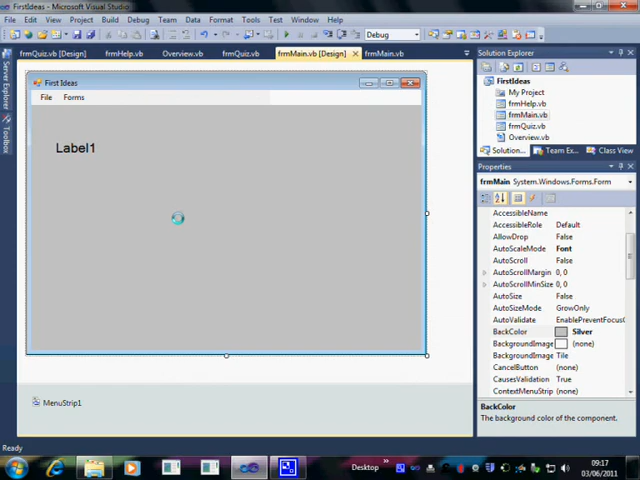 FirstIdeas - Microsoft Visual Studio
File Edit View Project Build Debug Team Data Format Tools Test Window Help
Debug
frmQuiz.vb [Design] frmHelp.vb Overview.vb frmQuiz.vb frmMain.vb [Design] frmMain.vb
Server Explorer
Toolbox
First Ideas
File Forms
Label1
MenuStrip1
Solution Explorer
FirstIdeas
My Project
frmHelp.vb
frmMain.vb
frmQuiz.vb
Overview.vb
Solution... Team Ex... Class View
Properties
frmMain System.Windows.Forms.Form
AccessibleName
AccessibleRole Default
AllowDrop False
AutoScaleMode Font
AutoScroll False
AutoScrollMargin 0, 0
AutoScrollMinSize 0, 0
AutoSize False
AutoSizeMode GrowOnly
AutoValidate EnablePreventFocusC
BackColor Silver
BackgroundImage (none)
BackgroundImage Tile
CancelButton (none)
CausesValidation True
ContextMenuStrip (none)
BackColor
The background color of the component.
Ready
Desktop »
09:17
03/06/2011